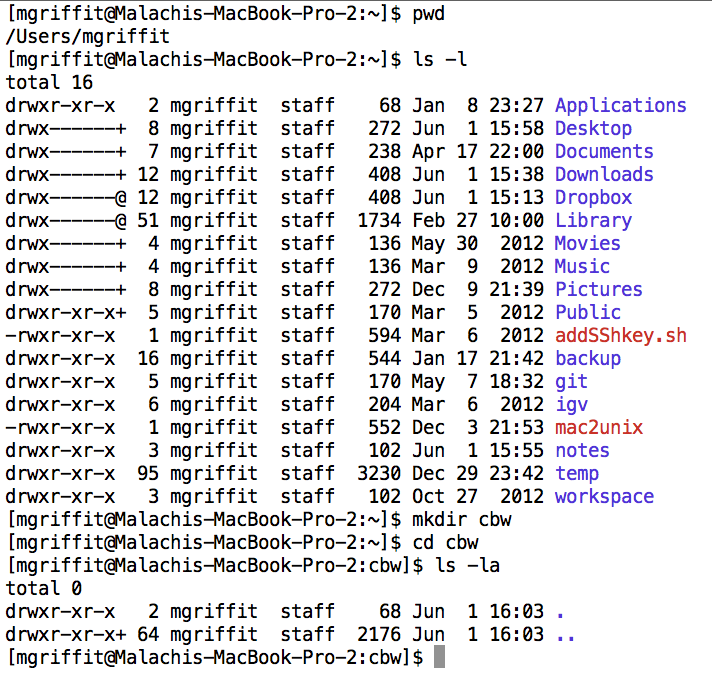 [mgriffit@Malachis-MacBook-Pro-2:~]$ pwd
/Users/mgriffit
[mgriffit@Malachis-MacBook-Pro-2:~]$ ls -l
total 16
drwxr-xr-x   2 mgriffit  staff    68 Jan  8 23:27 Applications
drwx------+  8 mgriffit  staff   272 Jun  1 15:58 Desktop
drwx------+  7 mgriffit  staff   238 Apr 17 22:00 Documents
drwx------+ 12 mgriffit  staff   408 Jun  1 15:38 Downloads
drwx------@ 12 mgriffit  staff   408 Jun  1 15:13 Dropbox
drwx------@ 51 mgriffit  staff  1734 Feb 27 10:00 Library
drwx------+  4 mgriffit  staff   136 May 30  2012 Movies
drwx------+  4 mgriffit  staff   136 Mar  9  2012 Music
drwx------+  8 mgriffit  staff   272 Dec  9 21:39 Pictures
drwxr-xr-x+  5 mgriffit  staff   170 Mar  5  2012 Public
-rwxr-xr-x   1 mgriffit  staff   594 Mar  6  2012 addSShkey.sh
drwxr-xr-x  16 mgriffit  staff   544 Jan 17 21:42 backup
drwxr-xr-x   5 mgriffit  staff   170 May  7 18:32 git
drwxr-xr-x   6 mgriffit  staff   204 Mar  6  2012 igv
-rwxr-xr-x   1 mgriffit  staff   552 Dec  3 21:53 mac2unix
drwxr-xr-x   3 mgriffit  staff   102 Jun  1 15:55 notes
drwxr-xr-x  95 mgriffit  staff  3230 Dec 29 23:42 temp
drwxr-xr-x   3 mgriffit  staff   102 Oct 27  2012 workspace
[mgriffit@Malachis-MacBook-Pro-2:~]$ mkdir cbw
[mgriffit@Malachis-MacBook-Pro-2:~]$ cd cbw
[mgriffit@Malachis-MacBook-Pro-2:cbw]$ ls -la
total 0
drwxr-xr-x   2 mgriffit  staff    68 Jun  1 16:03 .
drwxr-xr-x+ 64 mgriffit  staff  2176 Jun  1 16:03 ..
[mgriffit@Malachis-MacBook-Pro-2:cbw]$